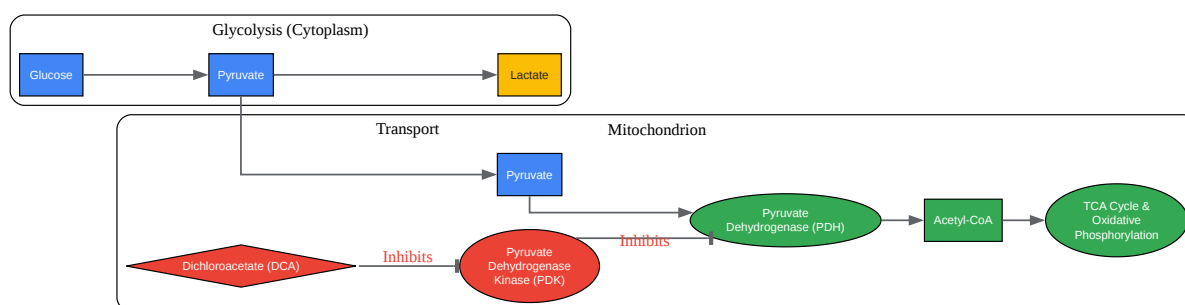 Glycolysis (Cytoplasm)
Glucose
Pyruvate
Lactate
Transport
Mitochondrion
Pyruvate
Pyruvate
Dehydrogenase (PDH)
Acetyl-CoA
TCA Cycle &
Oxidative
Phosphorylation
Inhibits
Dichloroacetate (DCA)
Inhibits
Pyruvate
Dehydrogenase
Kinase (PDK)